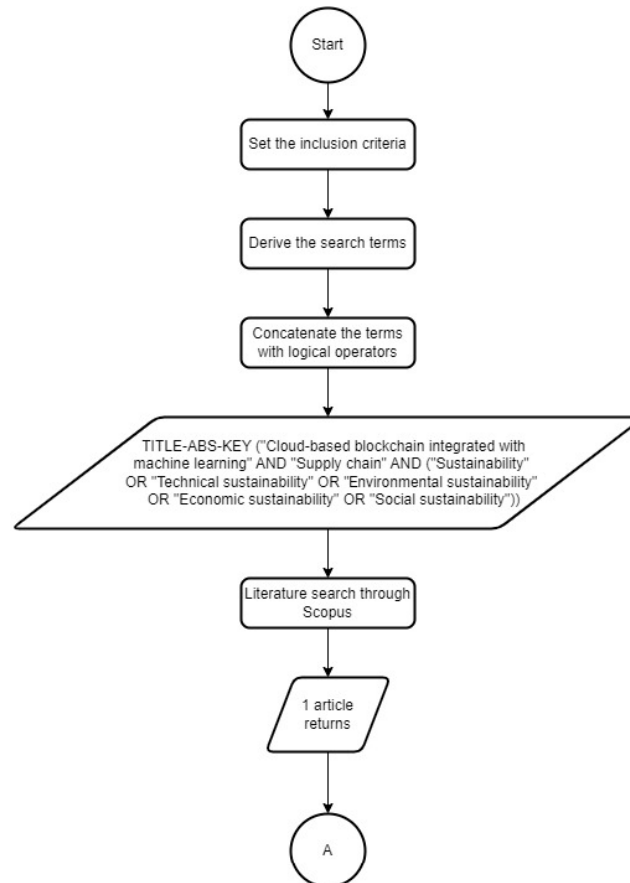 Start
Set the inclusion criteria
Derive the search terms
Concatenate the terms
with logical operators
TITLE-ABS-KEY ("Cloud-based blockchain integrated with
machine learning" AND "Supply chain" AND ("Sustainability"
OR "Technical sustainability" OR "Environmental sustainability"
OR "Economic sustainability" OR "Social sustainability"))
Literature search through
Scopus
1 article
returns
A